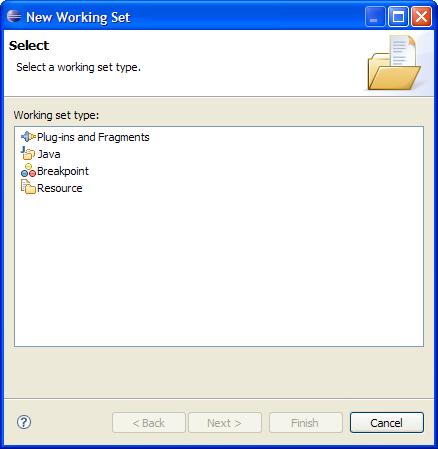 New Working Set
Select
Select a working set type.
Working set type:
Plug-ins and Fragments
Java
Breakpoint
Resource
< Back
Next >
Finish
Cancel